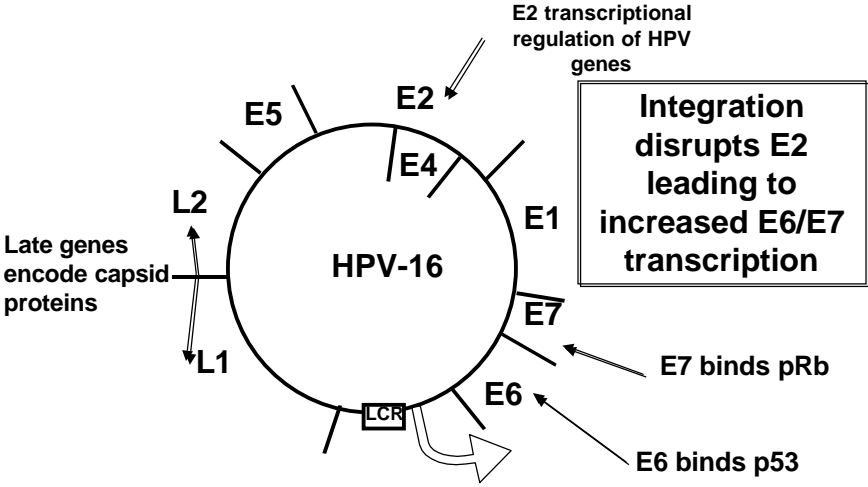 E2 transcriptional
regulation of HPV
genes
Integration
disrupts E2
leading to
increased E6/E7
transcription
E2
E5
E4
L2
E1
Late genes
encode capsid
proteins
HPV-16
E7
L1
E7 binds pRb
E6
LCR
E6 binds p53